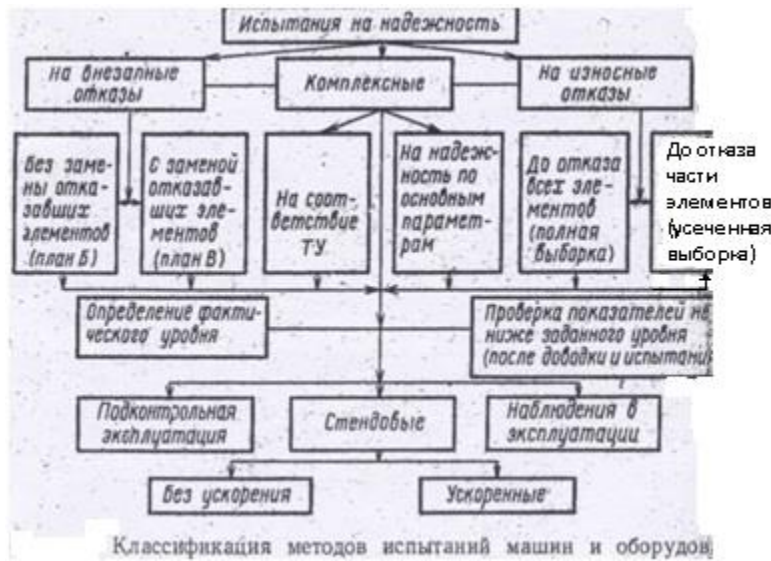 Испытания на надежность
На внезапные
отказы
Комплексные
На износные
отказы
Без заме-
ны отка-
завших
элементов
(план Б)
С заменой
отказав-
ших эле-
ментов
(план В)
На соот-
ветствие
Т.У.
На надеж-
ность по
основным
парамет-
рам
До отказа
всех эле-
ментов
(полная
выборка)
До отказа
части
элементов
(усеченная
выборка)
Определение факти-
ческого уровня
Проверка показателей не
ниже заданного уровня
(после доводки и испытани
Подконтрольная
эксплуатация
Стендовые
Наблюдения в
эксплуатации
Без ускорения
Ускоренные
Классификация методов испытаний машин и оборудов